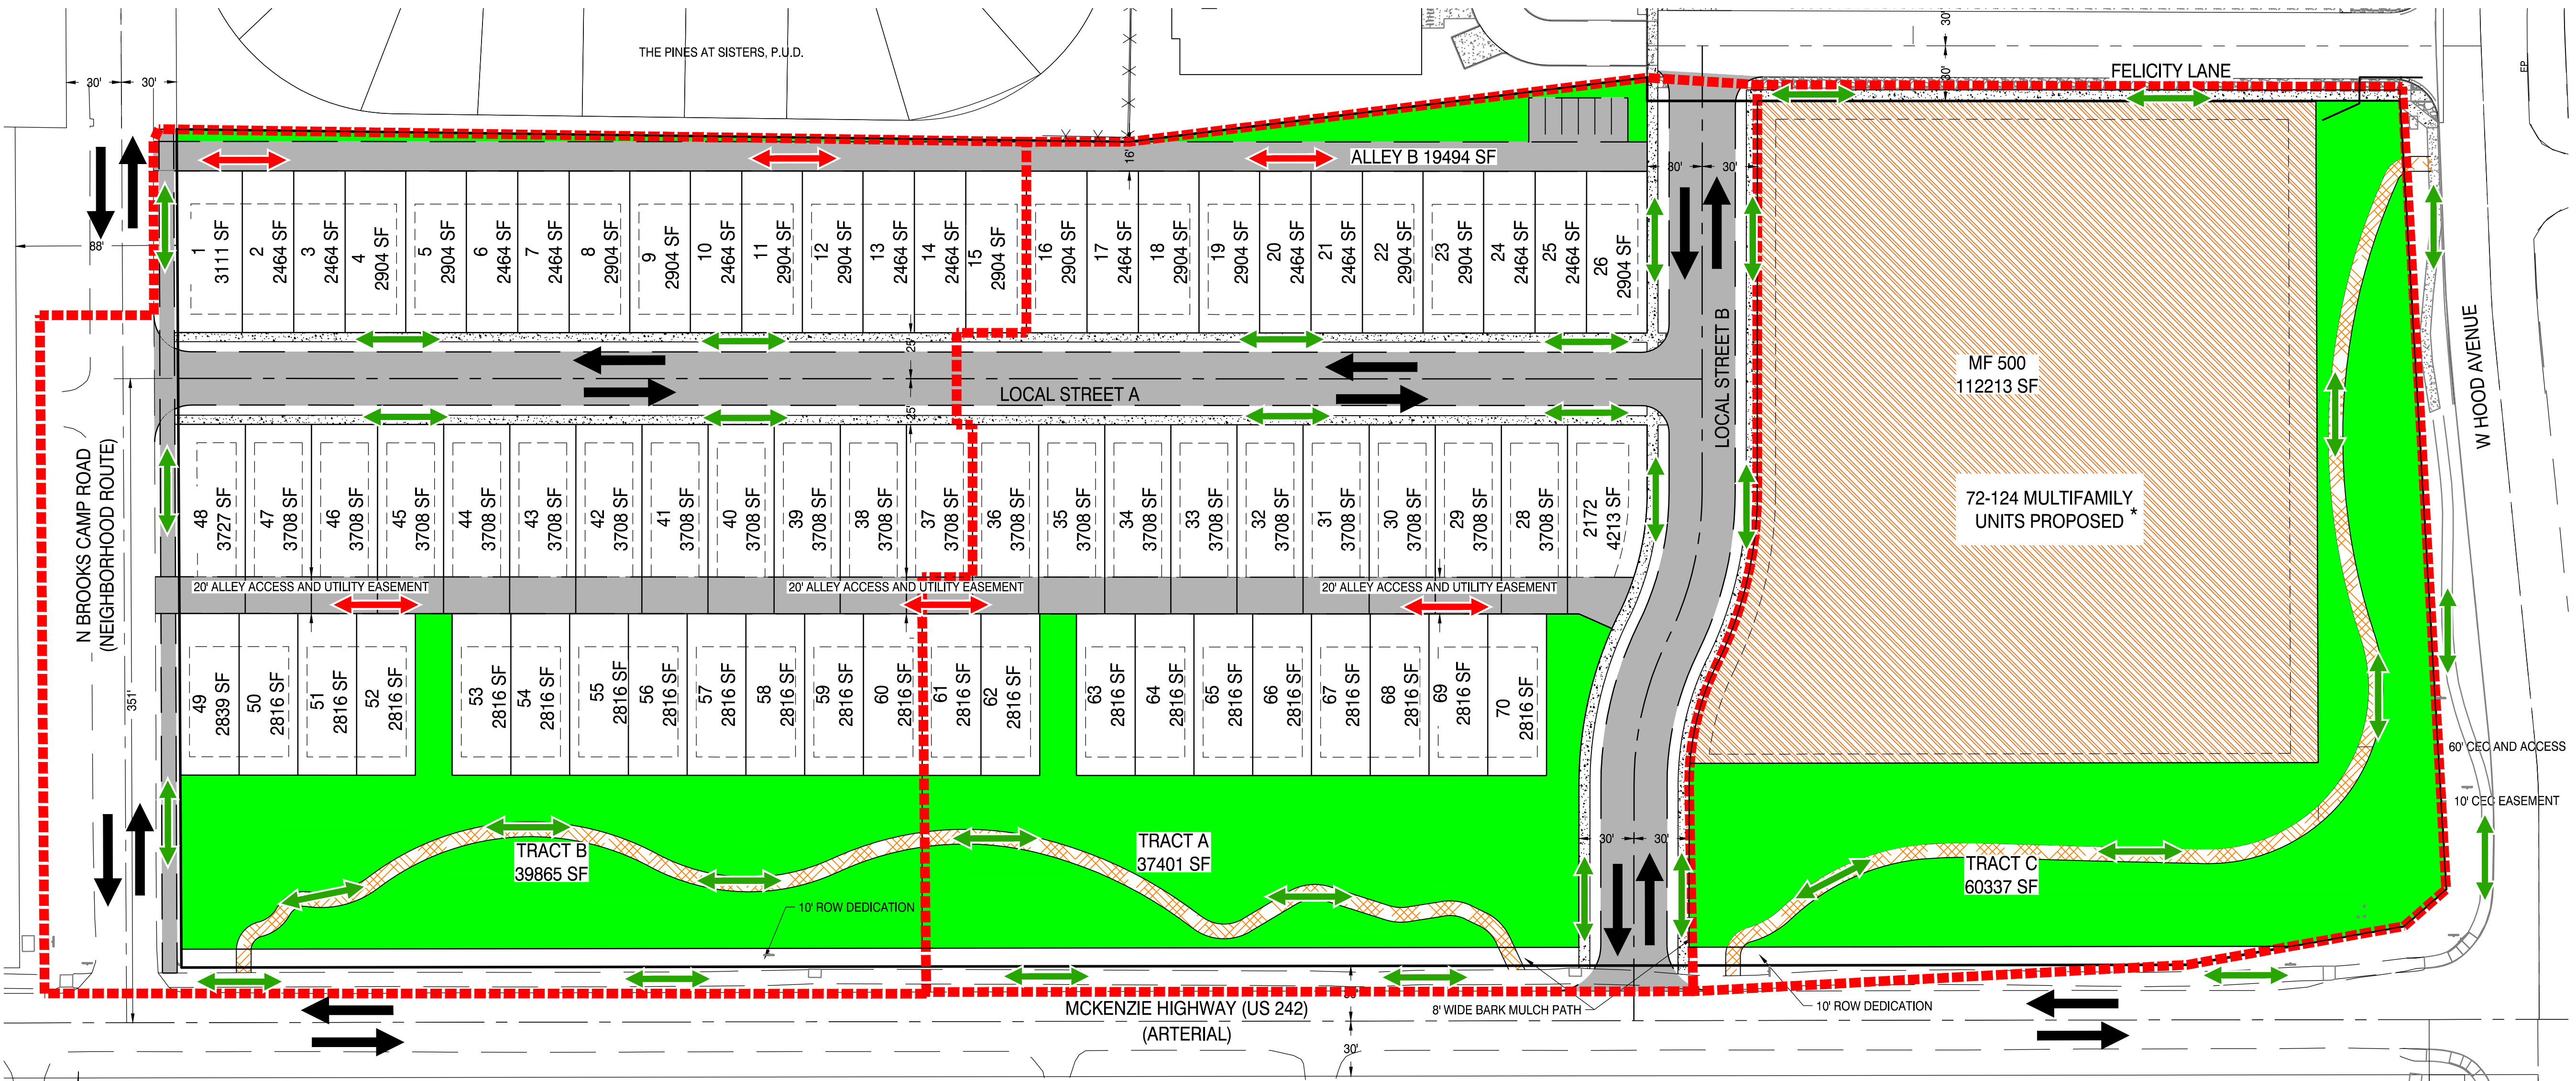 THE PINES AT SISTERS, P.U.D.
FELICITY LANE
EP
30'
30'
30'
30'
16'
ALLEY B 19494 SF
30'
30'
88'
1
3111 SF
2
2464 SF
3
2464 SF
4
2904 SF
5
2904 SF
6
2464 SF
7
2464 SF
8
2904 SF
9
2904 SF
10
2464 SF
11
2464 SF
12
2904 SF
13
2464 SF
14
2464 SF
15
2904 SF
16
2904 SF
17
2464 SF
18
2904 SF
19
2904 SF
20
2464 SF
21
2464 SF
22
2904 SF
23
2904 SF
24
2464 SF
25
2464 SF
26
2904 SF
25'
LOCAL STREET A
25'
LOCAL STREET B
MF 500
112213 SF
72-124 MULTIFAMILY
UNITS PROPOSED *
W HOOD AVENUE
N BROOKS CAMP ROAD
(NEIGHBORHOOD ROUTE)
351'
48
3727 SF
47
3708 SF
46
3708 SF
45
3708 SF
44
3708 SF
43
3708 SF
42
3708 SF
41
3708 SF
40
3708 SF
39
3708 SF
38
3708 SF
37
3708 SF
36
3708 SF
35
3708 SF
34
3708 SF
33
3708 SF
32
3708 SF
31
3708 SF
30
3708 SF
29
3708 SF
28
3708 SF
2172
4213 SF
20' ALLEY ACCESS AND UTILITY EASEMENT
20' ALLEY ACCESS AND UTILITY EASEMENT
20' ALLEY ACCESS AND UTILITY EASEMENT
49
2839 SF
50
2816 SF
51
2816 SF
52
2816 SF
53
2816 SF
54
2816 SF
55
2816 SF
56
2816 SF
57
2816 SF
58
2816 SF
59
2816 SF
60
2816 SF
61
2816 SF
62
2816 SF
63
2816 SF
64
2816 SF
65
2816 SF
66
2816 SF
67
2816 SF
68
2816 SF
69
2816 SF
70
2816 SF
60' CEC AND ACCESS
10' CEC EASEMENT
TRACT B
39865 SF
TRACT A
37401 SF
30'
30'
TRACT C
60337 SF
10' ROW DEDICATION
MCKENZIE HIGHWAY (US 242)
(ARTERIAL)
8' WIDE BARK MULCH PATH
10' ROW DEDICATION
30'